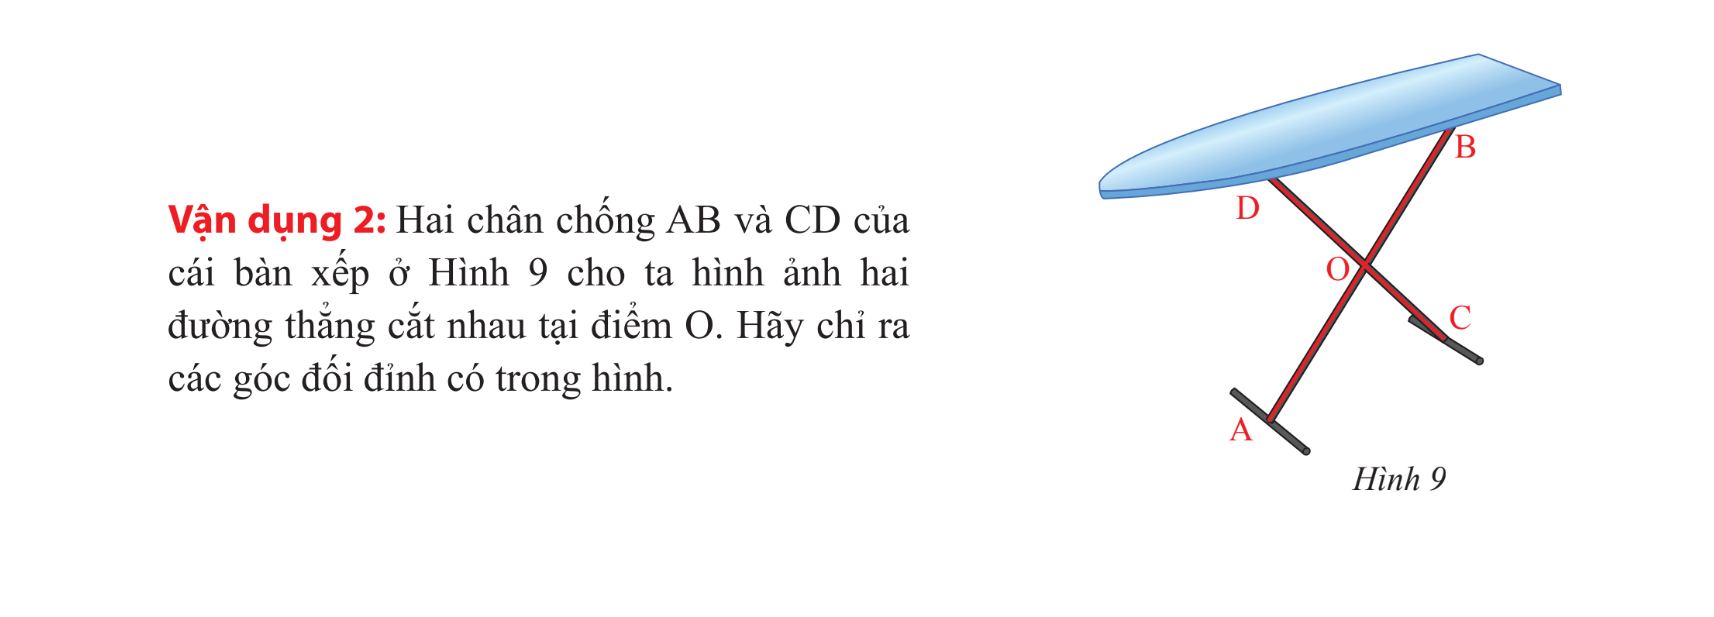 Vận dụng 2: Hai chân chống AB và CD của
cái bàn xếp ở Hình 9 cho ta hình ảnh hai
đường thẳng cắt nhau tại điểm O. Hãy chỉ ra
các góc đối đỉnh có trong hình.
B
D
O
C
A
Hình 9